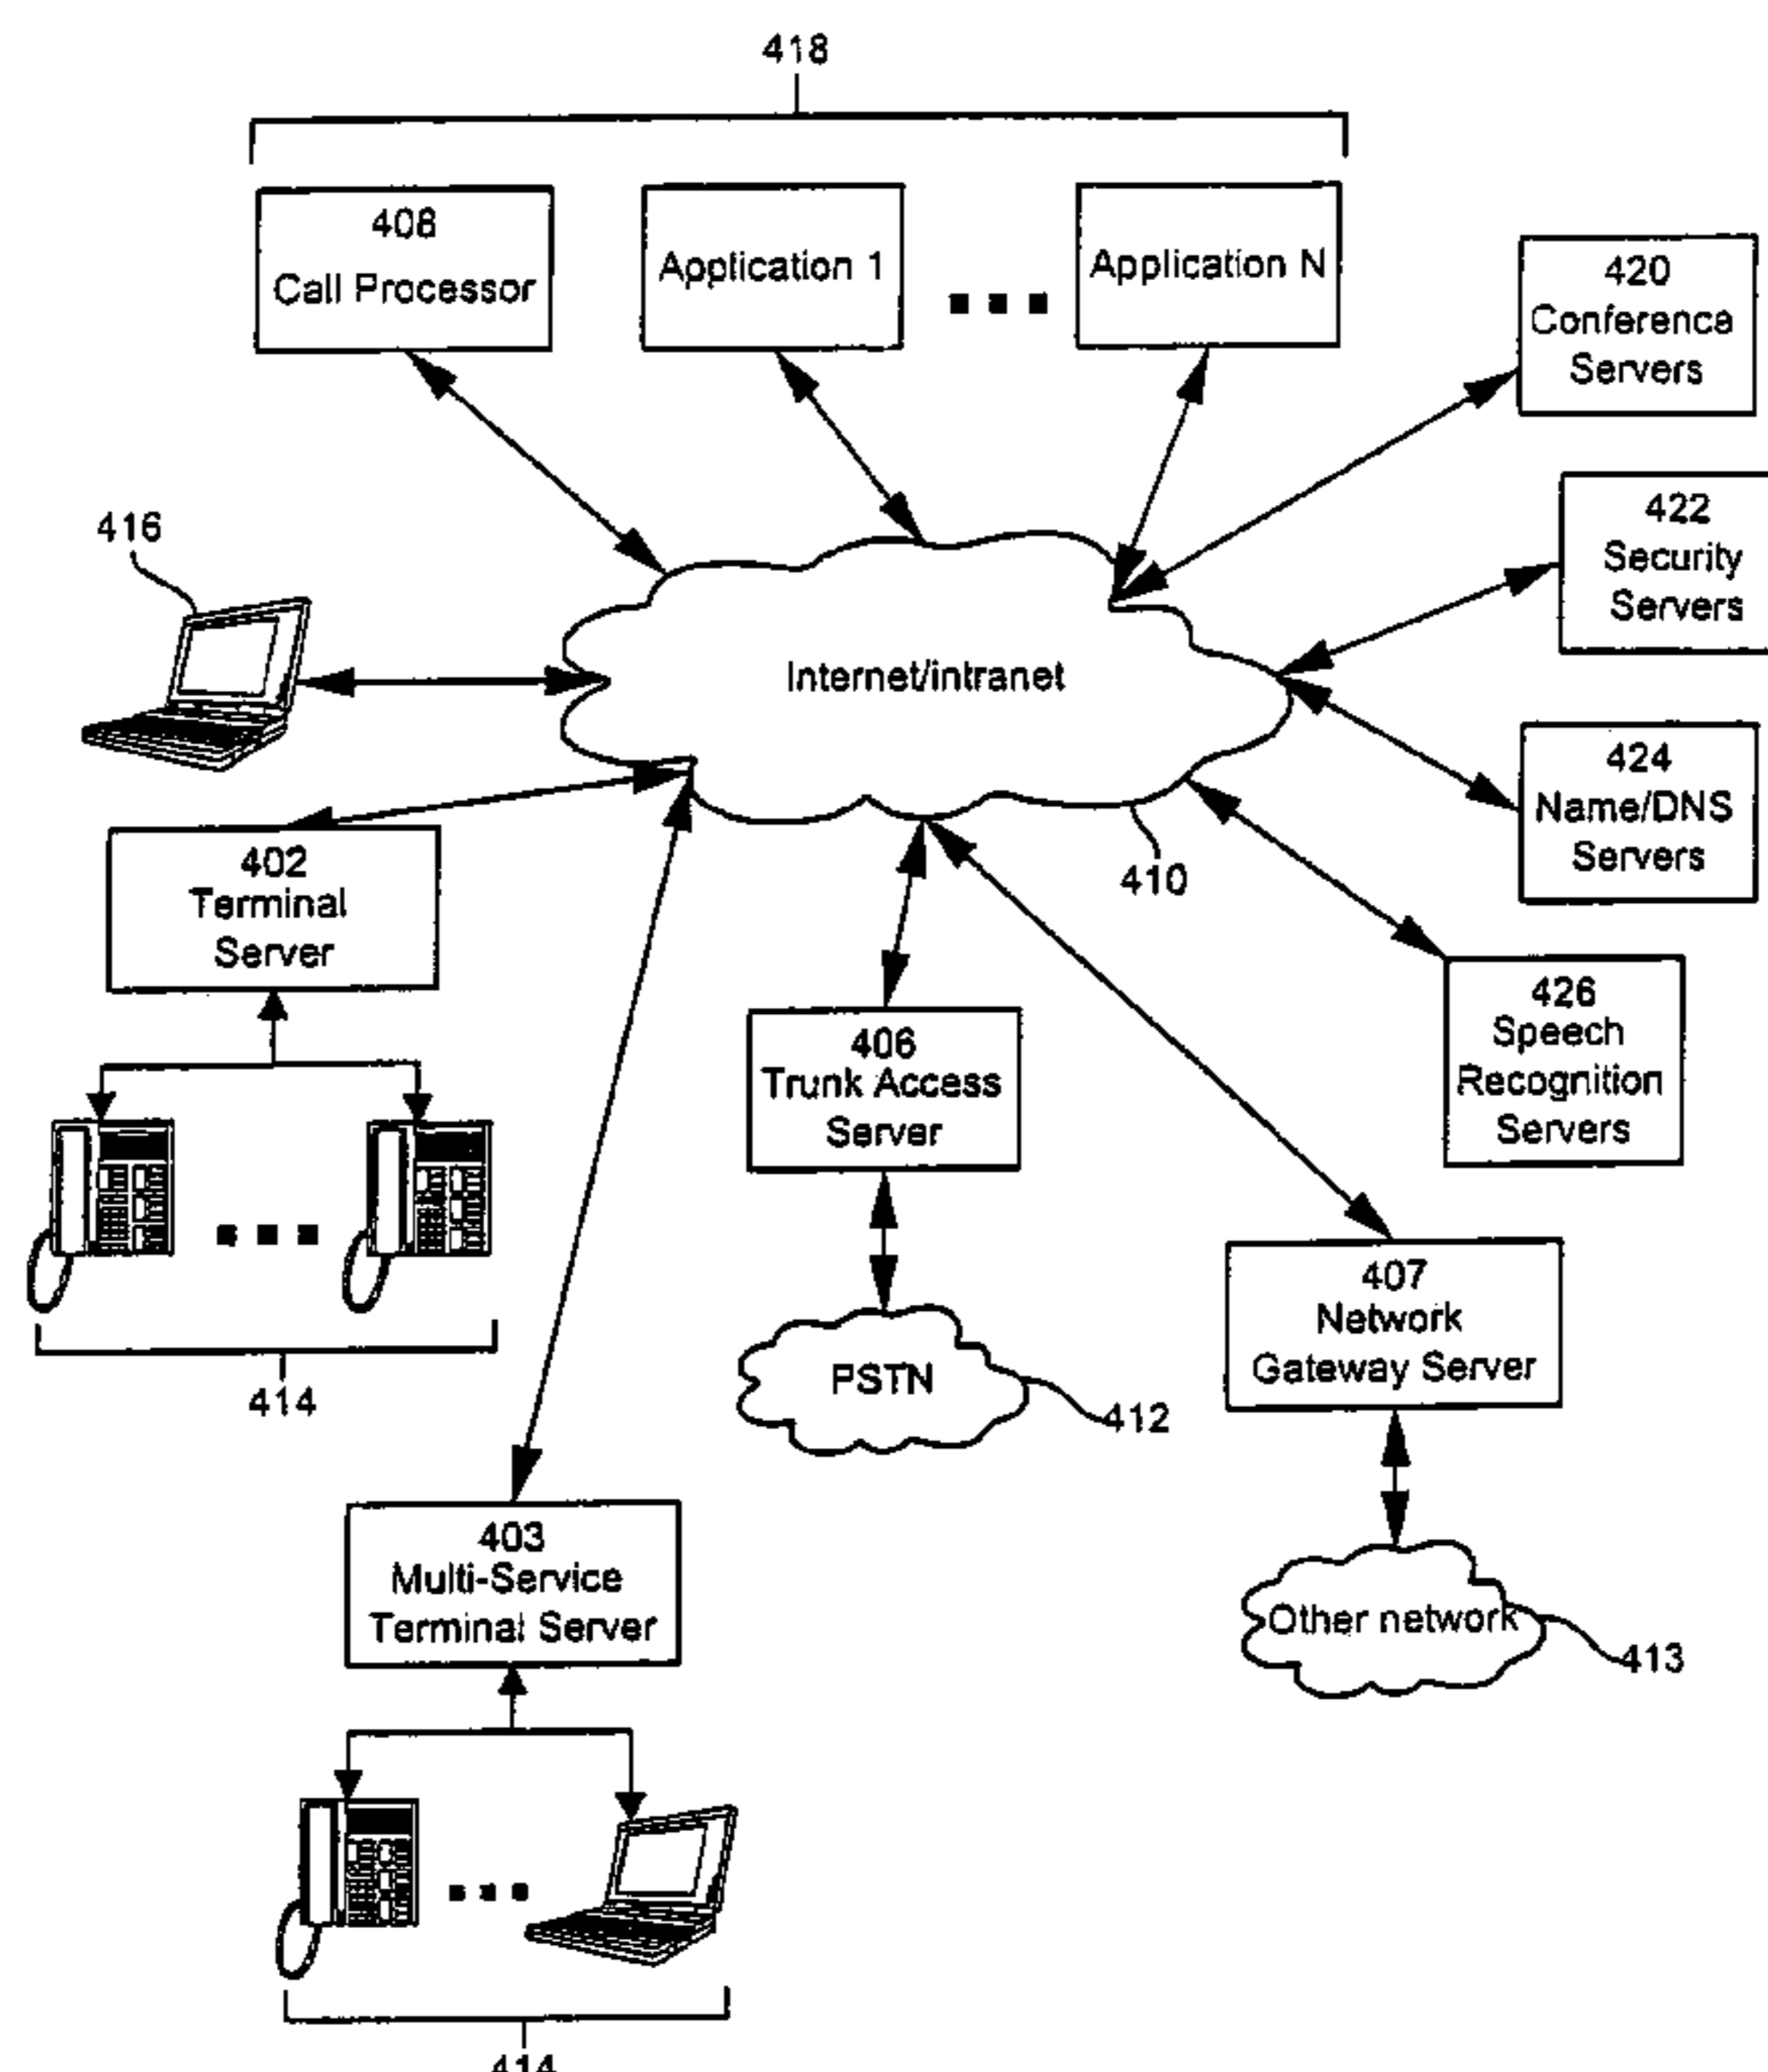 418
408
Call Processor
Application 1
Application N
420
Conference
Servers
416
422
Security
Servers
Internet/intranet
424
Name/DNS
Servers
410
402
Terminal
Server
426
Speech
Recognition
Servers
406
Trunk Access
Server
407
Network
Gateway Server
PSTN
412
414
403
Multi-Service
Terminal Server
Other network
413
414